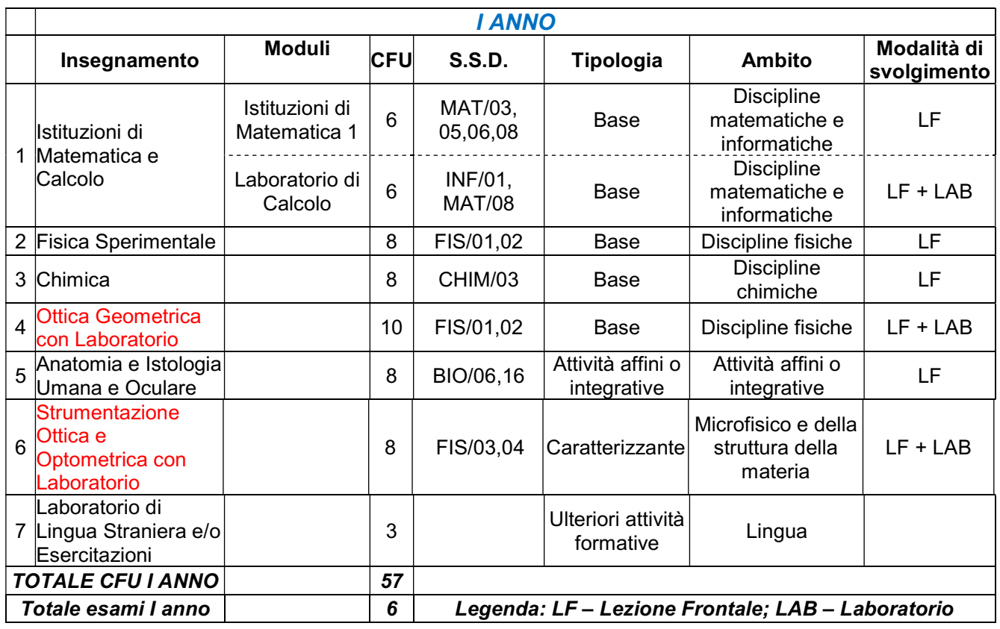 I ANNO
Insegnamento Moduli CFU S.S.D. Tipologia Ambito Modalità di
svolgimento
1 Istituzioni di
Matematica e
Calcolo
Istituzioni di
Matematica 1
6
MAT/03,
05,06,08
Base
Discipline
matematiche e
informatiche
LF
Laboratorio di
Calcolo
6
INF/01,
MAT/08
Base
Discipline
matematiche e
informatiche
LF + LAB
2 Fisica Sperimentale 8 FIS/01,02 Base Discipline fisiche LF
3 Chimica 8 CHIM/03 Base Discipline
chimiche
LF
4 Ottica Geometrica
con Laboratorio
10 FIS/01,02 Base Discipline fisiche LF + LAB
5 Anatomia e Istologia
Umana e Oculare
8 BIO/06,16
Attività affini o
integrative
Attività affini o
integrative
LF
6 Strumentazione
Ottica e
Optometrica con
Laboratorio
8 FIS/03,04 Caratterizzante
Microfisico e della
struttura della
materia
LF + LAB
7 Laboratorio di
Lingua Straniera e/o
Esercitazioni
3
Ulteriori attività
formative
Lingua
TOTALE CFU I ANNO 57
Totale esami I anno 6 Legenda: LF – Lezione Frontale; LAB – Laboratorio